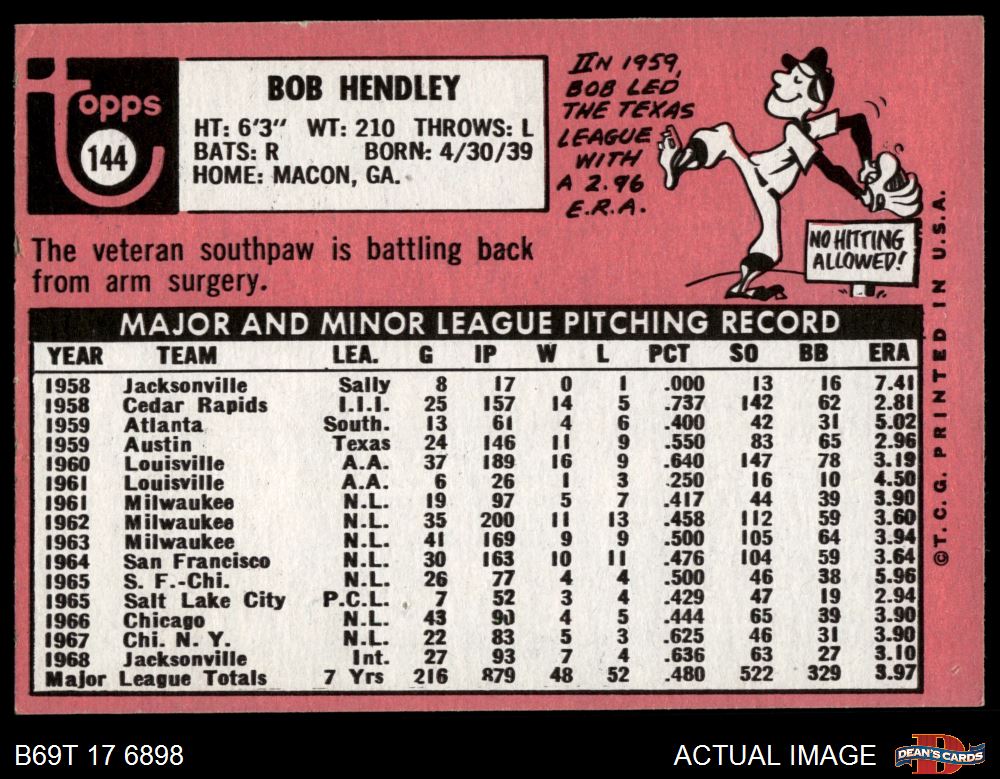 Topps
144
BOB HENDLEY
HT: 6'3" WT: 210 THROWS: L
BATS: R BORN: 4/30/39
HOME: MACON, GA.
IN 1959,
BOB LED
THE TEXAS
LEAGUE
WITH
A 2.96
E.R.A.
NO HITTING
ALLOWED!
The veteran southpaw is battling back
from arm surgery.
MAJOR AND MINOR LEAGUE PITCHING RECORD
YEAR TEAM LEA. G IP W L PCT SO BB ERA
1958 Jacksonville Sally 8 17 0 1 .000 13 16 7.41
1958 Cedar Rapids I.I.I. 25 157 14 5 .737 142 62 2.81
1959 Atlanta South. 13 61 4 6 .400 42 31 5.02
1959 Austin Texas 24 146 11 9 .550 83 65 2.96
1960 Louisville A.A. 37 189 16 9 .640 147 78 3.19
1961 Louisville A.A. 6 26 1 3 .250 16 10 4.50
1961 Milwaukee N.L. 19 97 5 7 .417 44 39 3.90
1962 Milwaukee N.L. 35 200 11 13 .458 112 59 3.60
1963 Milwaukee N.L. 41 169 9 9 .500 105 64 3.94
1964 San Francisco N.L. 30 163 10 11 .476 104 59 3.64
1965 S. F.-Chi. N.L. 26 77 4 4 .500 46 38 5.96
1965 Salt Lake City P.C.L. 7 52 3 4 .429 47 19 2.94
1966 Chicago N.L. 43 90 4 5 .444 65 39 3.90
1967 Chi. N. Y. N.L. 22 83 5 3 .625 46 31 3.90
1968 Jacksonville Int. 27 93 7 4 .636 63 27 3.10
Major League Totals 7 Yrs 216 879 48 52 .480 522 329 3.97
©T.C.G. PRINTED IN U.S.A.
B69T 17 6898
ACTUAL IMAGE
DEAN'S CARDS